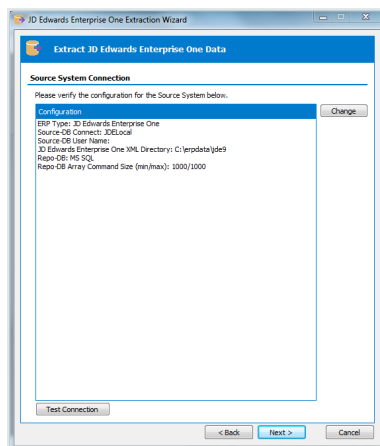 JD Edwards Enterprise One Extraction Wizard
Extract JD Edwards Enterprise One Data
Source System Connection
Please verify the configuration for the Source System below.
Configuration
Change
ERP Type: JD Edwards Enterprise One
Source-DB Connect: JDELocal
Source-DB User Name:
JD Edwards Enterprise One XML Directory: C:\erpdata\jde9
Repo-DB: MS SQL
Repo-DB Array Command Size (min/max): 1000/1000
Test Connection
< Back
Next >
Cancel